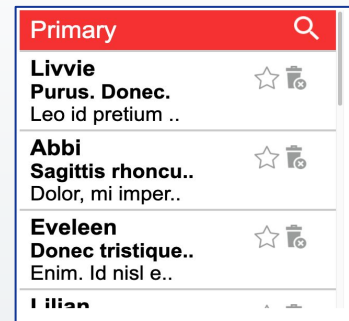 Primary
Livvie
Purus. Donec.
Leo id pretium ..
Abbi
Sagittis rhoncu..
Dolor, mi imper..
Eveleen
Donec tristique..
Enim. Id nisl e..
Lilian